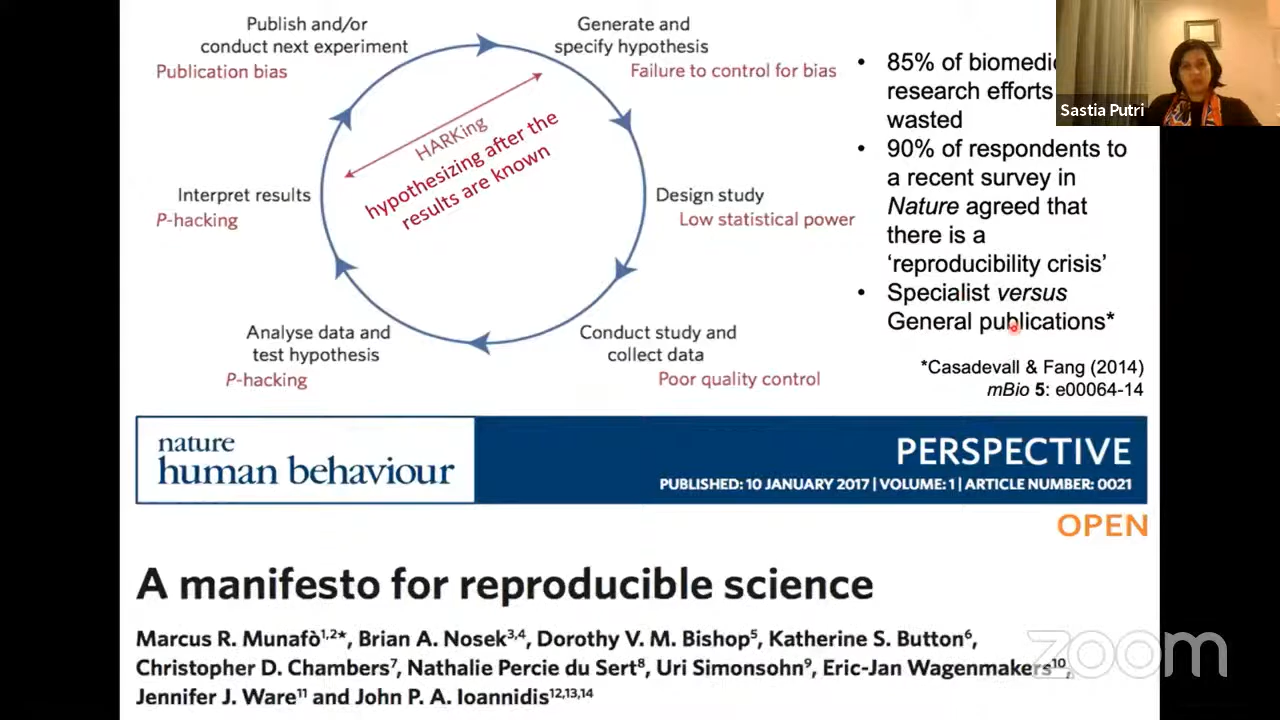 Publish and/or
conduct next experiment
Publication bias
Generate and
specify hypothesis
Failure to control for bias
HARKing
hypothesizing after the
results are known
Interpret results
P-hacking
Design study
Low statistical power
Analyse data and
test hypothesis
P-hacking
Conduct study and
collect data
Poor quality control
• 85% of
research efforts
wasted
• 90% of respondents to
a recent survey in
Nature agreed that
there is a
‘reproducibility crisis’
• Specialist versus
General publications*
*Casadevall & Fang (2014)
mBio 5: e00064-14
Sastia Putri
nature
human behaviour
PERSPECTIVE
PUBLISHED: 10 JANUARY 2017 | VOLUME: 1 | ARTICLE NUMBER: 0021
OPEN
A manifesto for reproducible science
Marcus R. Munafò1,2*, Brian A. Nosek3,4, Dorothy V. M. Bishop5, Katherine S. Button6,
Christopher D. Chambers7, Nathalie Percie du Sert8, Uri Simonsohn9, Eric-Jan Wagenmakers10,
Jennifer J. Ware11 and John P. A. Ioannidis12,13,14
zoom